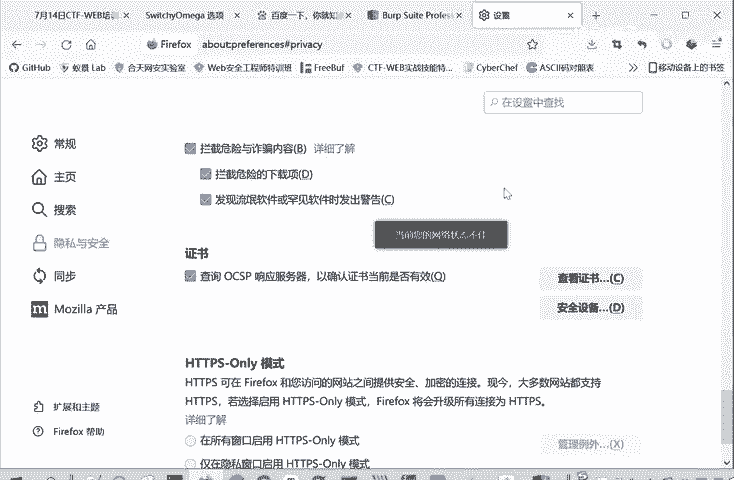 7月14日CTF-WEB培 SwitchyOmega 选项 百度一下，你就知 Burp Suite Profes 设置
Firefox about:preferences#privacy
GitHub 蚁景 Lab 合天网安实验室 Web安全工程师特训班 FreeBuf CTF-WEB实战技能特... CyberChef ASCII码对照表 移动设备上的书签
在设置中查找
常规
主页
搜索
隐私与安全
同步
Mozilla 产品
扩展和主题
Firefox 帮助
拦截危险与诈骗内容(B) 详细了解
拦截危险的下载项(D)
发现流氓软件或罕见软件时发出警告(C)
当前您的网络状态不佳
证书
查询 OCSP 响应服务器，以确认证书当前是否有效(Q)
查看证书...(C)
安全设备...(D)
HTTPS-Only 模式
HTTPS 可在 Firefox 和您访问的网站之间提供安全、加密的连接。现今，大多数网站都支持
HTTPS，若选择启用 HTTPS-Only 模式，Firefox 将会升级所有连接为 HTTPS。
详细了解
在所有窗口启用 HTTPS-Only 模式
管理例外...(X)
仅在隐私窗口启用 HTTPS-Only 模式